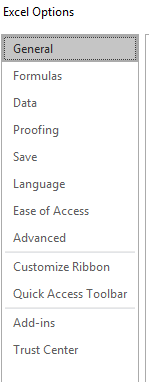 Excel Options
General
Formulas
Data
Proofing
Save
Language
Ease of Access
Advanced
Customize Ribbon
Quick Access Toolbar
Add-ins
Trust Center